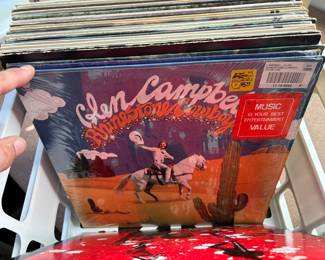 Glen Campbell
Rhinestone Cowboy
MUSIC
IS YOUR BEST
ENTERTAINMENT
VALUE